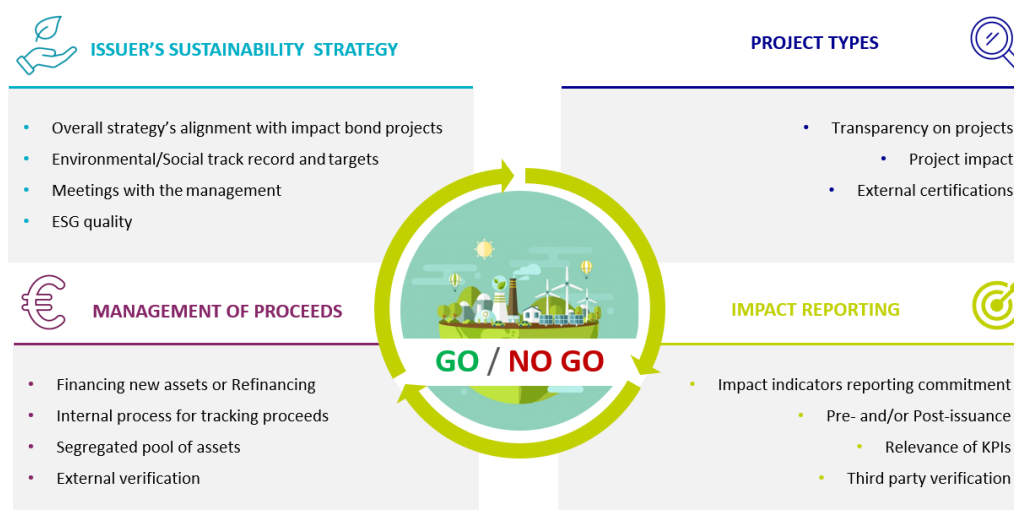 ISSUER'S SUSTAINABILITY STRATEGY
• Overall strategy's alignment with impact bond projects
• Environmental/Social track record and targets
• Meetings with the management
• ESG quality
PROJECT TYPES
• Transparency on projects
• Project impact
• External certifications
MANAGEMENT OF PROCEEDS
• Financing new assets or Refinancing
• Internal process for tracking proceeds
• Segregated pool of assets
• External verification
IMPACT REPORTING
• Impact indicators reporting commitment
• Pre- and/or Post-issuance
• Relevance of KPIs
• Third party verification
GO / NO GO